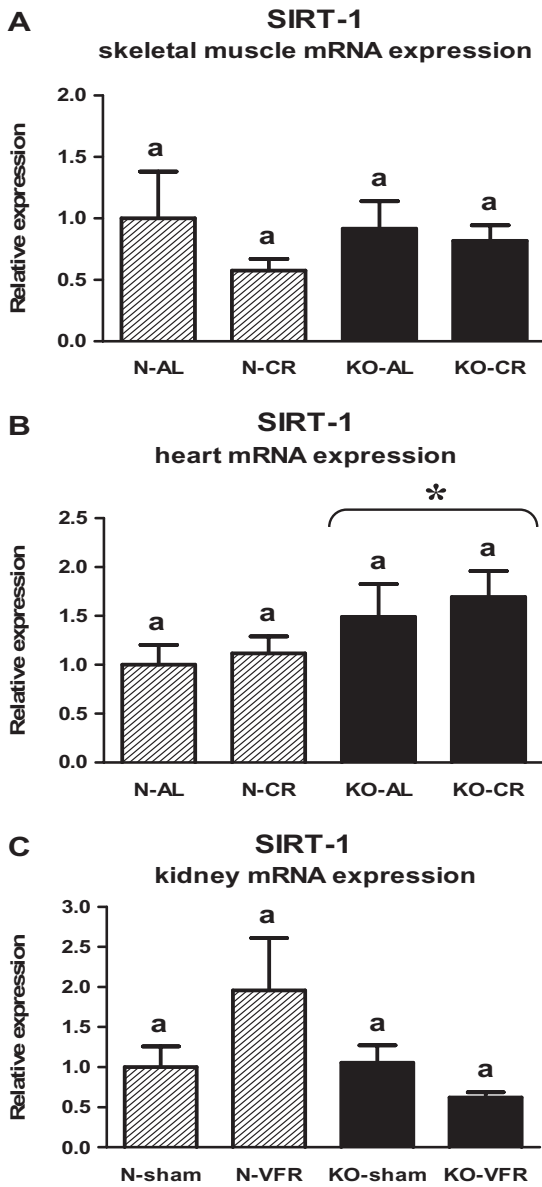 A
SIRT-1
skeletal muscle mRNA expression
Relative expression
2.0
1.5
1.0
0.5
0.0
a
a
a
a
N-AL
N-CR
KO-AL
KO-CR
B
SIRT-1
heart mRNA expression
Relative expression
2.5
2.0
1.5
1.0
0.5
0.0
*
a
a
a
a
N-AL
N-CR
KO-AL
KO-CR
C
SIRT-1
kidney mRNA expression
Relative expression
3.0
2.5
2.0
1.5
1.0
0.5
0.0
a
a
a
a
N-sham
N-VFR
KO-sham
KO-VFR